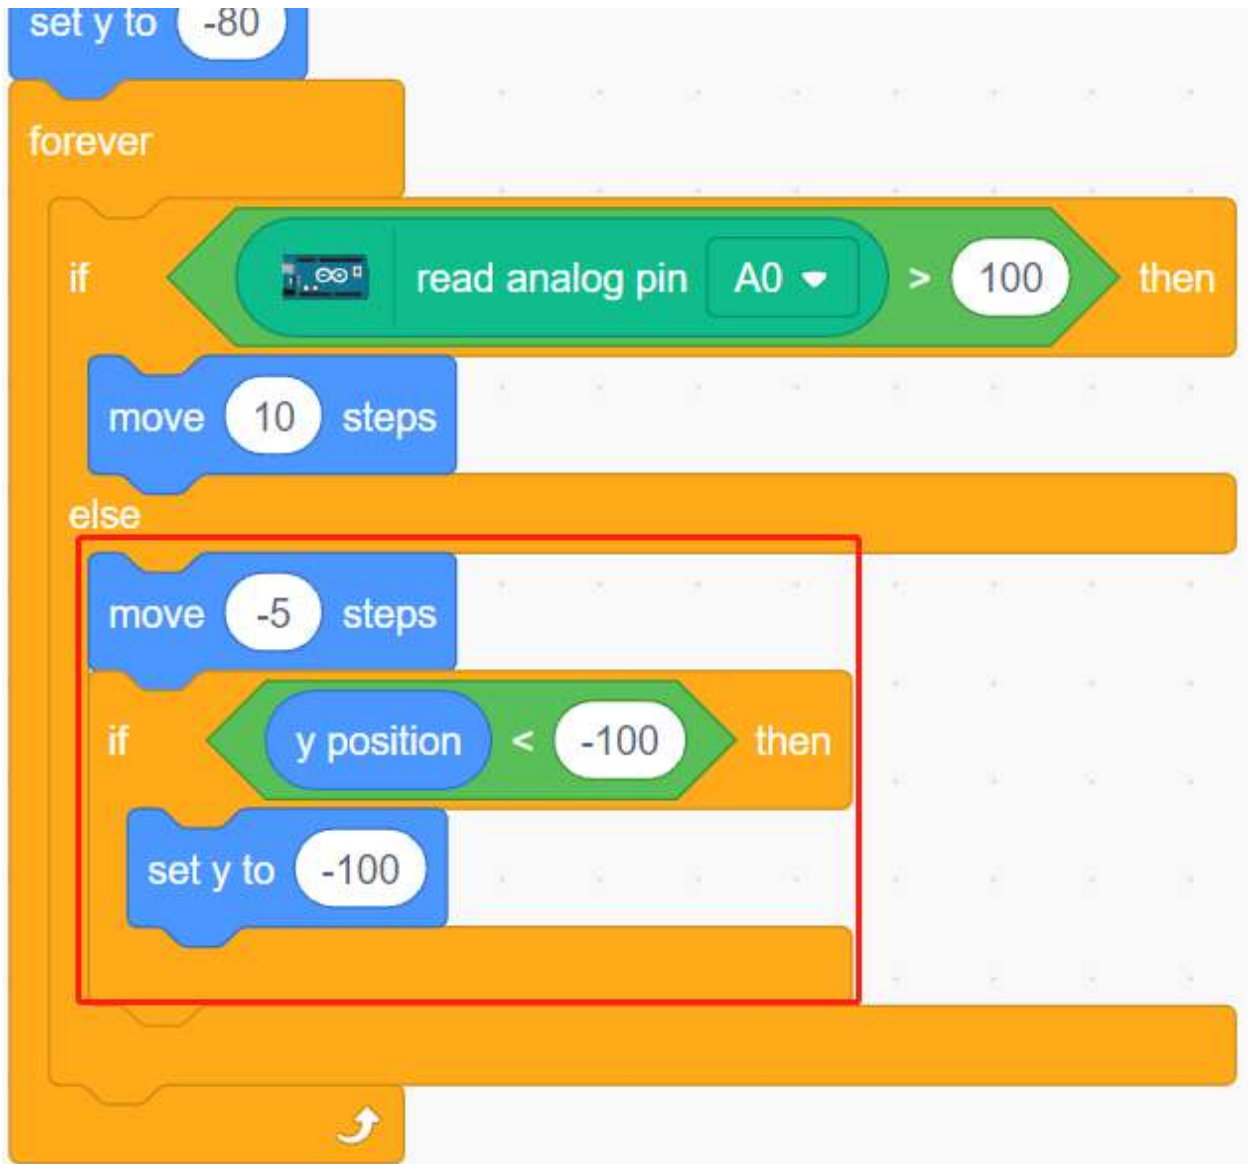 set y to -80
forever
if read analog pin A0 > 100 then
move 10 steps
else
move -5 steps
if y position < -100 then
set y to -100